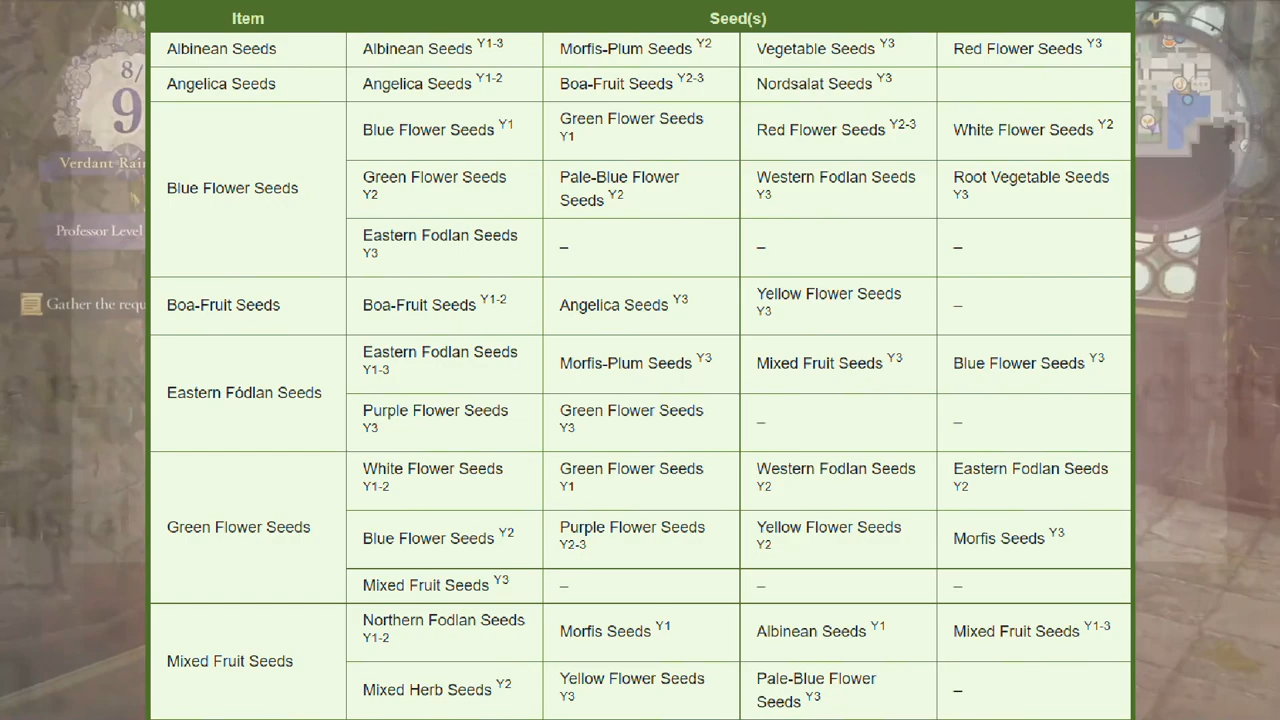 Item Seed(s)
8/
9
Verdant Rai
Professor Level
Gather the requ
Albinean Seeds Albinean Seeds Y1-3 Morfis-Plum Seeds Y2 Vegetable Seeds Y3 Red Flower Seeds Y3
Angelica Seeds Angelica Seeds Y1-2 Boa-Fruit Seeds Y2-3 Nordsalat Seeds Y3
Blue Flower Seeds
Blue Flower Seeds Y1 Green Flower Seeds Y1 Red Flower Seeds Y2-3 White Flower Seeds Y2
Green Flower Seeds Y2 Pale-Blue Flower Seeds Y2 Western Fodlan Seeds Y3 Root Vegetable Seeds Y3
Eastern Fodlan Seeds Y3 – – –
Boa-Fruit Seeds Boa-Fruit Seeds Y1-2 Angelica Seeds Y3 Yellow Flower Seeds Y3 –
Eastern Fódlan Seeds
Eastern Fodlan Seeds Y1-3 Morfis-Plum Seeds Y3 Mixed Fruit Seeds Y3 Blue Flower Seeds Y3
Purple Flower Seeds Y3 Green Flower Seeds Y3 – –
Green Flower Seeds
White Flower Seeds Y1-2 Green Flower Seeds Y1 Western Fodlan Seeds Y2 Eastern Fodlan Seeds Y2
Blue Flower Seeds Y2 Purple Flower Seeds Y2-3 Yellow Flower Seeds Y2 Morfis Seeds Y3
Mixed Fruit Seeds Y3 – – –
Mixed Fruit Seeds
Northern Fodlan Seeds Y1-2 Morfis Seeds Y1 Albinean Seeds Y1 Mixed Fruit Seeds Y1-3
Mixed Herb Seeds Y2 Yellow Flower Seeds Y3 Pale-Blue Flower Seeds Y3 –